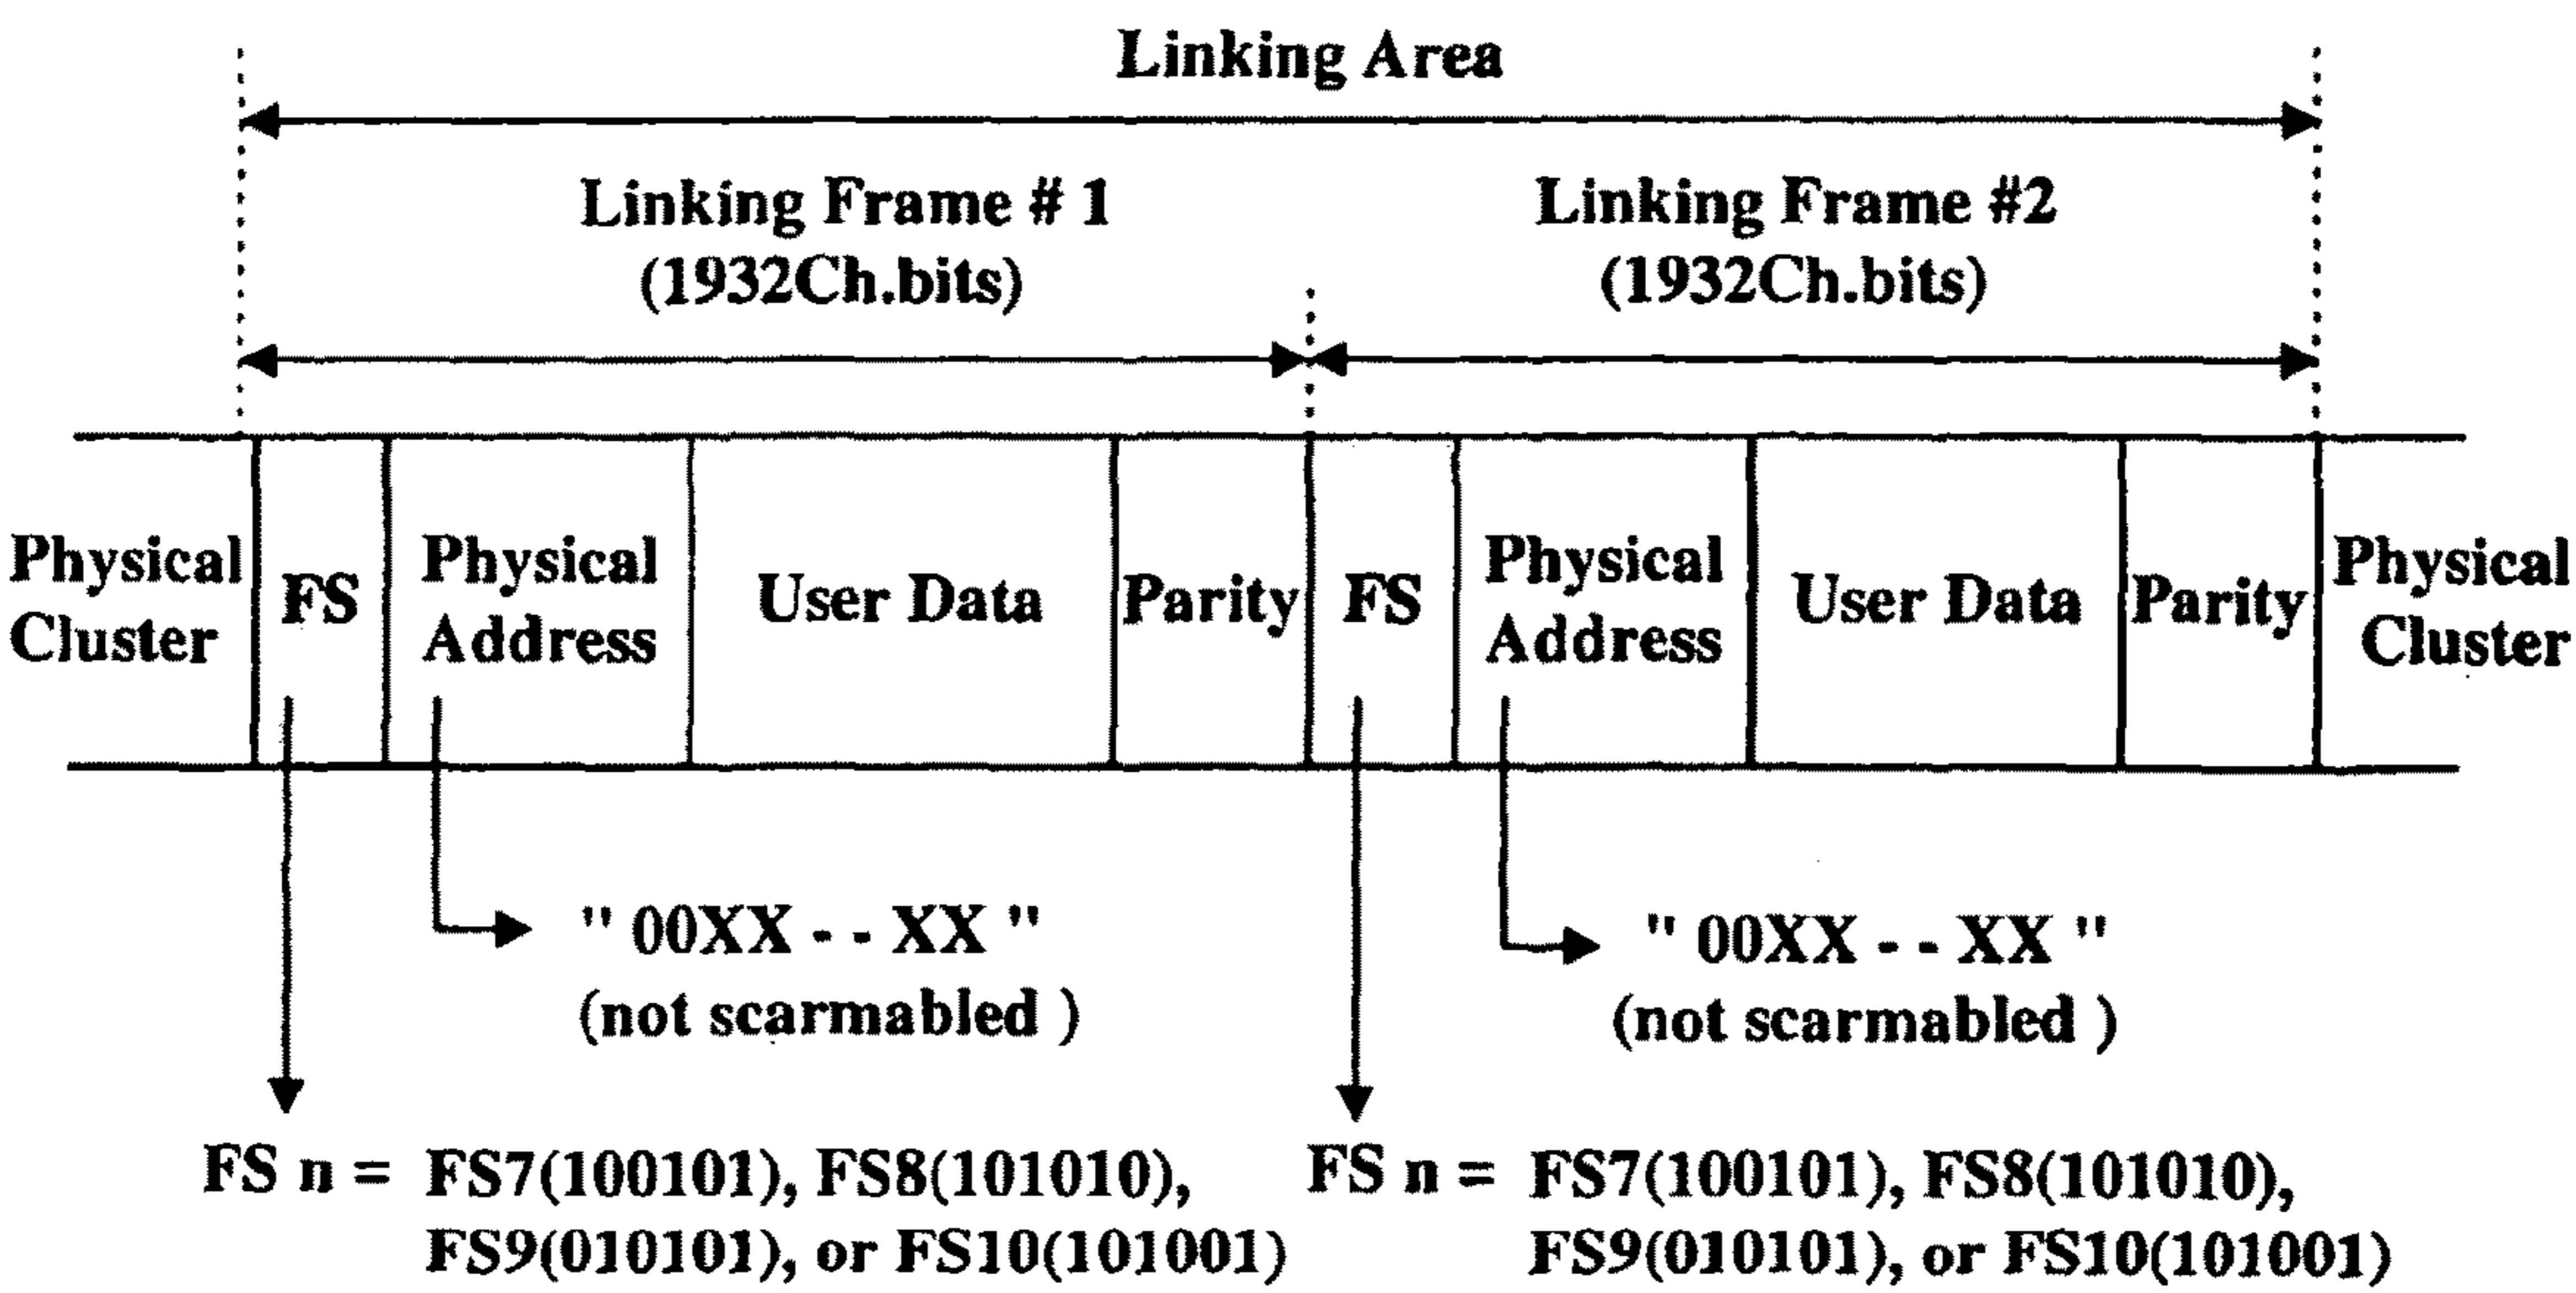 Linking Area
Linking Frame # 1
(1932Ch.bits)
Linking Frame #2
(1932Ch.bits)
Physical
Cluster
FS
Physical
Address
User Data
Parity
FS
Physical
Address
User Data
Parity
Physical
Cluster
" 00XX - - XX "
(not scarmabled )
" 00XX - - XX "
(not scarmabled )
FS n = FS7(100101), FS8(101010),
FS9(010101), or FS10(101001)
FS n = FS7(100101), FS8(101010),
FS9(010101), or FS10(101001)